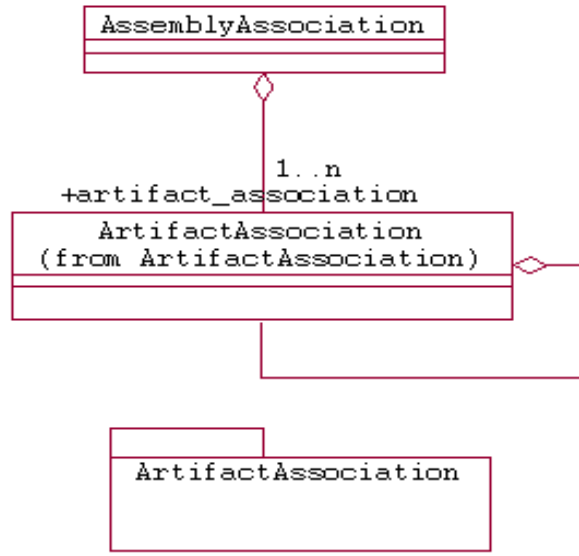 AssemblyAssociation
1..n
+artifact_association
ArtifactAssociation
(from ArtifactAssociation)
ArtifactAssociation